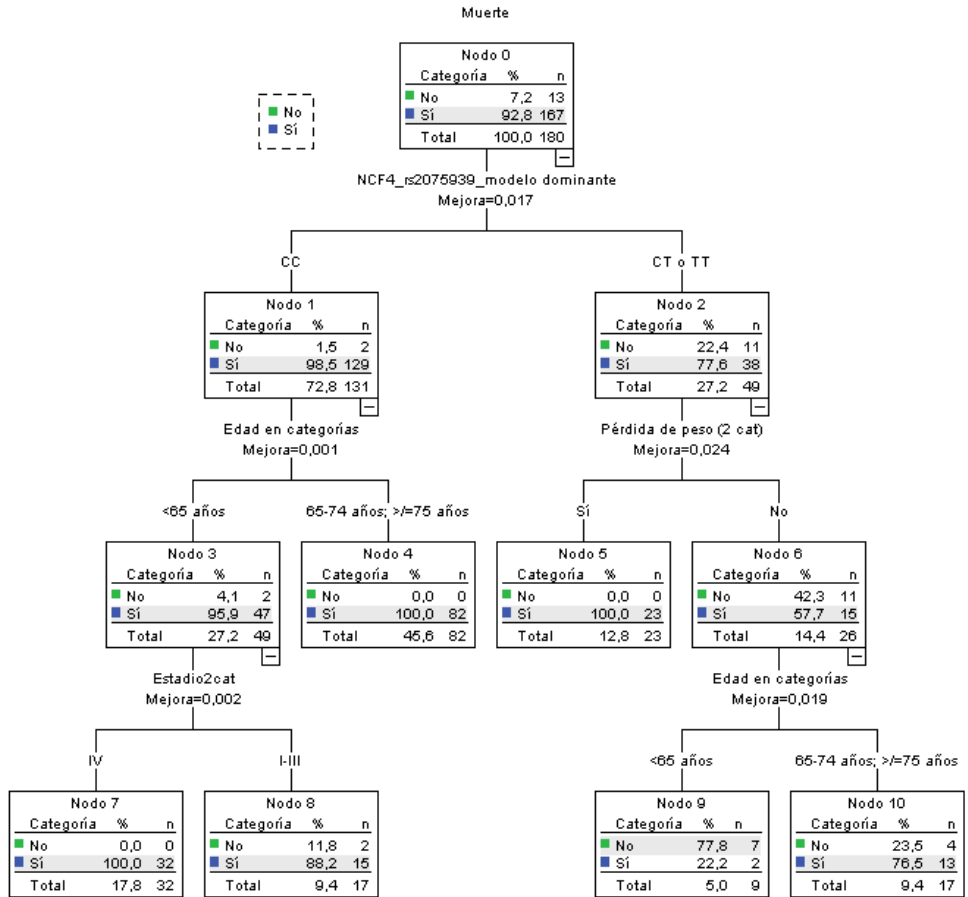 Muerte
Nodo 0
Categoría % n
No 7,2 13
Sí 92,8 167
Total 100,0 180
No
Sí
NCF4_rs2075939_modelo dominante
Mejora=0,017
CC
CT o TT
Nodo 1
Categoría % n
No 1,5 2
Sí 98,5 129
Total 72,8 131
Nodo 2
Categoría % n
No 22,4 11
Sí 77,6 38
Total 27,2 49
Edad en categorías
Mejora=0,001
Pérdida de peso (2 cat)
Mejora=0,024
<65 años
65-74 años; >/=75 años
Sí
No
Nodo 3
Categoría % n
No 4,1 2
Sí 95,9 47
Total 27,2 49
Nodo 4
Categoría % n
No 0,0 0
Sí 100,0 82
Total 45,6 82
Nodo 5
Categoría % n
No 0,0 0
Sí 100,0 23
Total 12,8 23
Nodo 6
Categoría % n
No 42,3 11
Sí 57,7 15
Total 14,4 26
Estadio2cat
Mejora=0,002
Edad en categorías
Mejora=0,019
IV
I-III
<65 años
65-74 años; >/=75 años
Nodo 7
Categoría % n
No 0,0 0
Sí 100,0 32
Total 17,8 32
Nodo 8
Categoría % n
No 11,8 2
Sí 88,2 15
Total 9,4 17
Nodo 9
Categoría % n
No 77,8 7
Sí 22,2 2
Total 5,0 9
Nodo 10
Categoría % n
No 23,5 4
Sí 76,5 13
Total 9,4 17